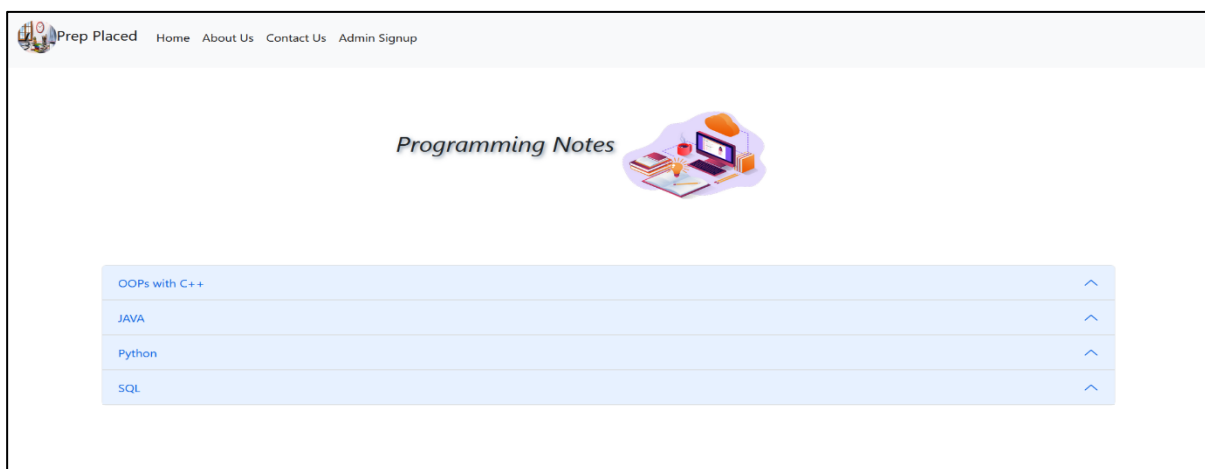 Prep Placed Home About Us Contact Us Admin Signup
Programming Notes
OOPs with C++
JAVA
Python
SQL